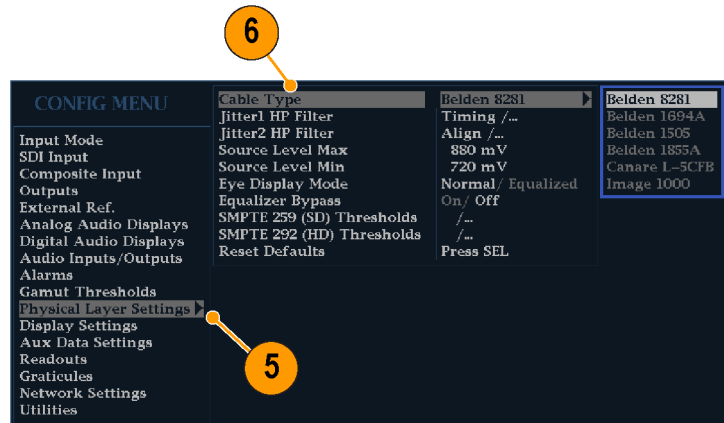 6
CONFIG MENU
Input Mode
SDI Input
Composite Input
Outputs
External Ref.
Analog Audio Displays
Digital Audio Displays
Audio Inputs/Outputs
Alarms
Gamut Thresholds
Physical Layer Settings
Display Settings
Aux Data Settings
Readouts
Graticules
Network Settings
Utilities
Cable Type Belden 8281
Jitter1 HP Filter Timing /...
Jitter2 HP Filter Align /...
Source Level Max 880 mV
Source Level Min 720 mV
Eye Display Mode Normal/ Equalized
Equalizer Bypass On/ Off
SMPTE 259 (SD) Thresholds /...
SMPTE 292 (HD) Thresholds /...
Reset Defaults Press SEL
Belden 8281
Belden 1694A
Belden 1505
Belden 1855A
Canare L-5CFB
Image 1000
5